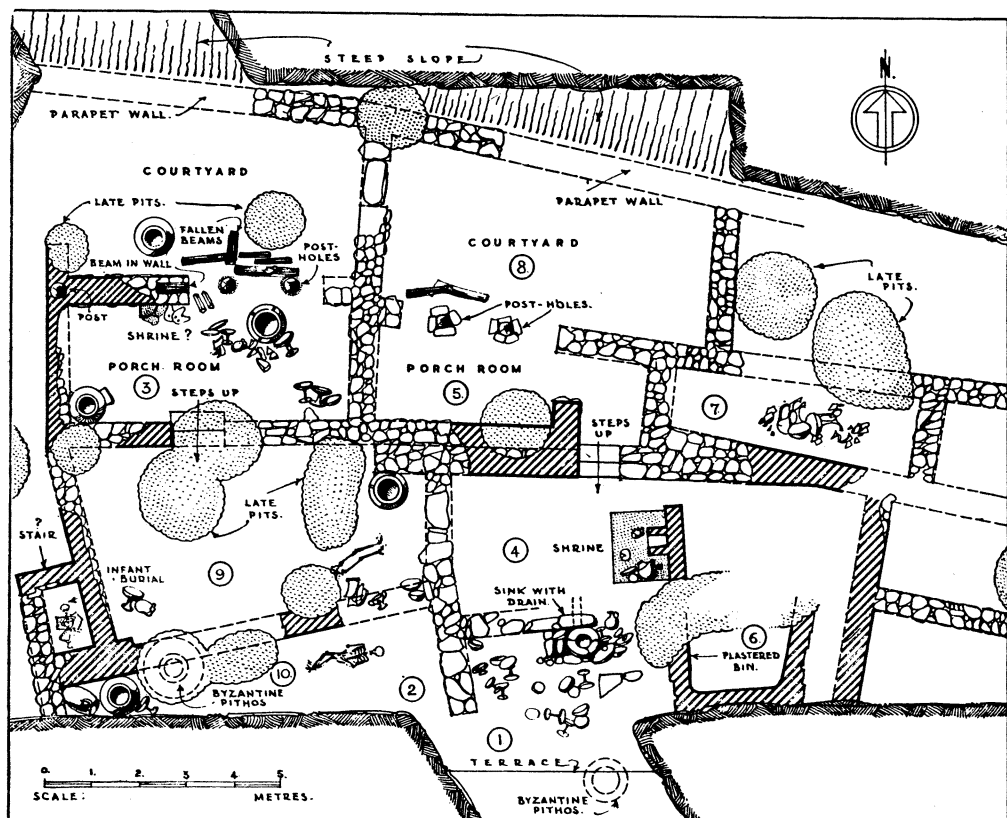 STEEP SLOPE
N.
PARAPET WALL.
COURTYARD
PARAPET WALL
LATE PITS.
FALLEN
BEAMS
POST-
HOLES
COURTYARD
8
BEAM IN WALL
LATE
PITS.
POST
POST-HOLES.
SHRINE ?
PORCH ROOM
3
STEPS UP
PORCH ROOM
5
7
STEPS
UP
LATE
PITS.
?
STAIR
4
SHRINE
INFANT
BURIAL
9
SINK WITH
DRAIN.
6
PLASTERED
BIN.
10
2
BYZANTINE
PITHOS
1
TERRACE
0. 1. 2. 3 4 5.
SCALE: METRES.
BYZANTINE
PITHOS.